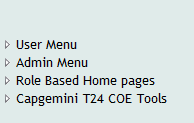 User Menu
Admin Menu
Role Based Home pages
Capgemini T24 COE Tools